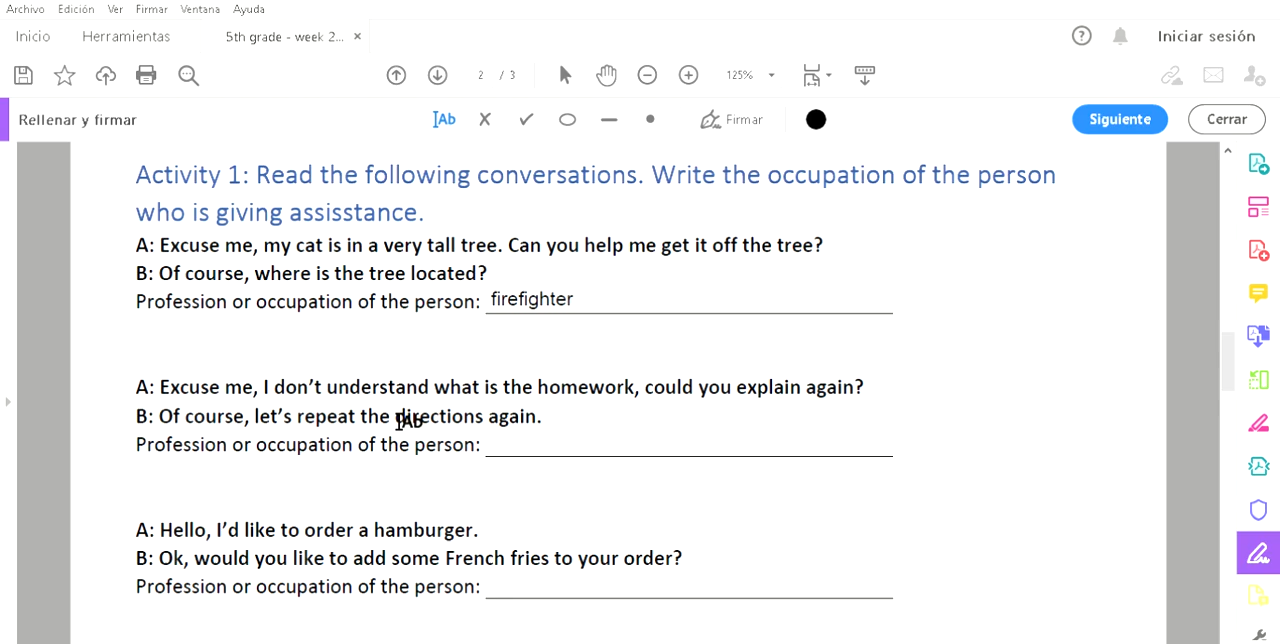 Archivo Edición Ver Firmar Ventana Ayuda
Inicio Herramientas 5th grade - week 2... × Iniciar sesión
2 / 3 125%
Rellenar y firmar IAb Firmar Siguiente Cerrar
Activity 1: Read the following conversations. Write the occupation of the person
who is giving assisstance.
A: Excuse me, my cat is in a very tall tree. Can you help me get it off the tree?
B: Of course, where is the tree located?
Profession or occupation of the person: firefighter
A: Excuse me, I don’t understand what is the homework, could you explain again?
B: Of course, let’s repeat the directions again.
Profession or occupation of the person:
A: Hello, I’d like to order a hamburger.
B: Ok, would you like to add some French fries to your order?
Profession or occupation of the person: